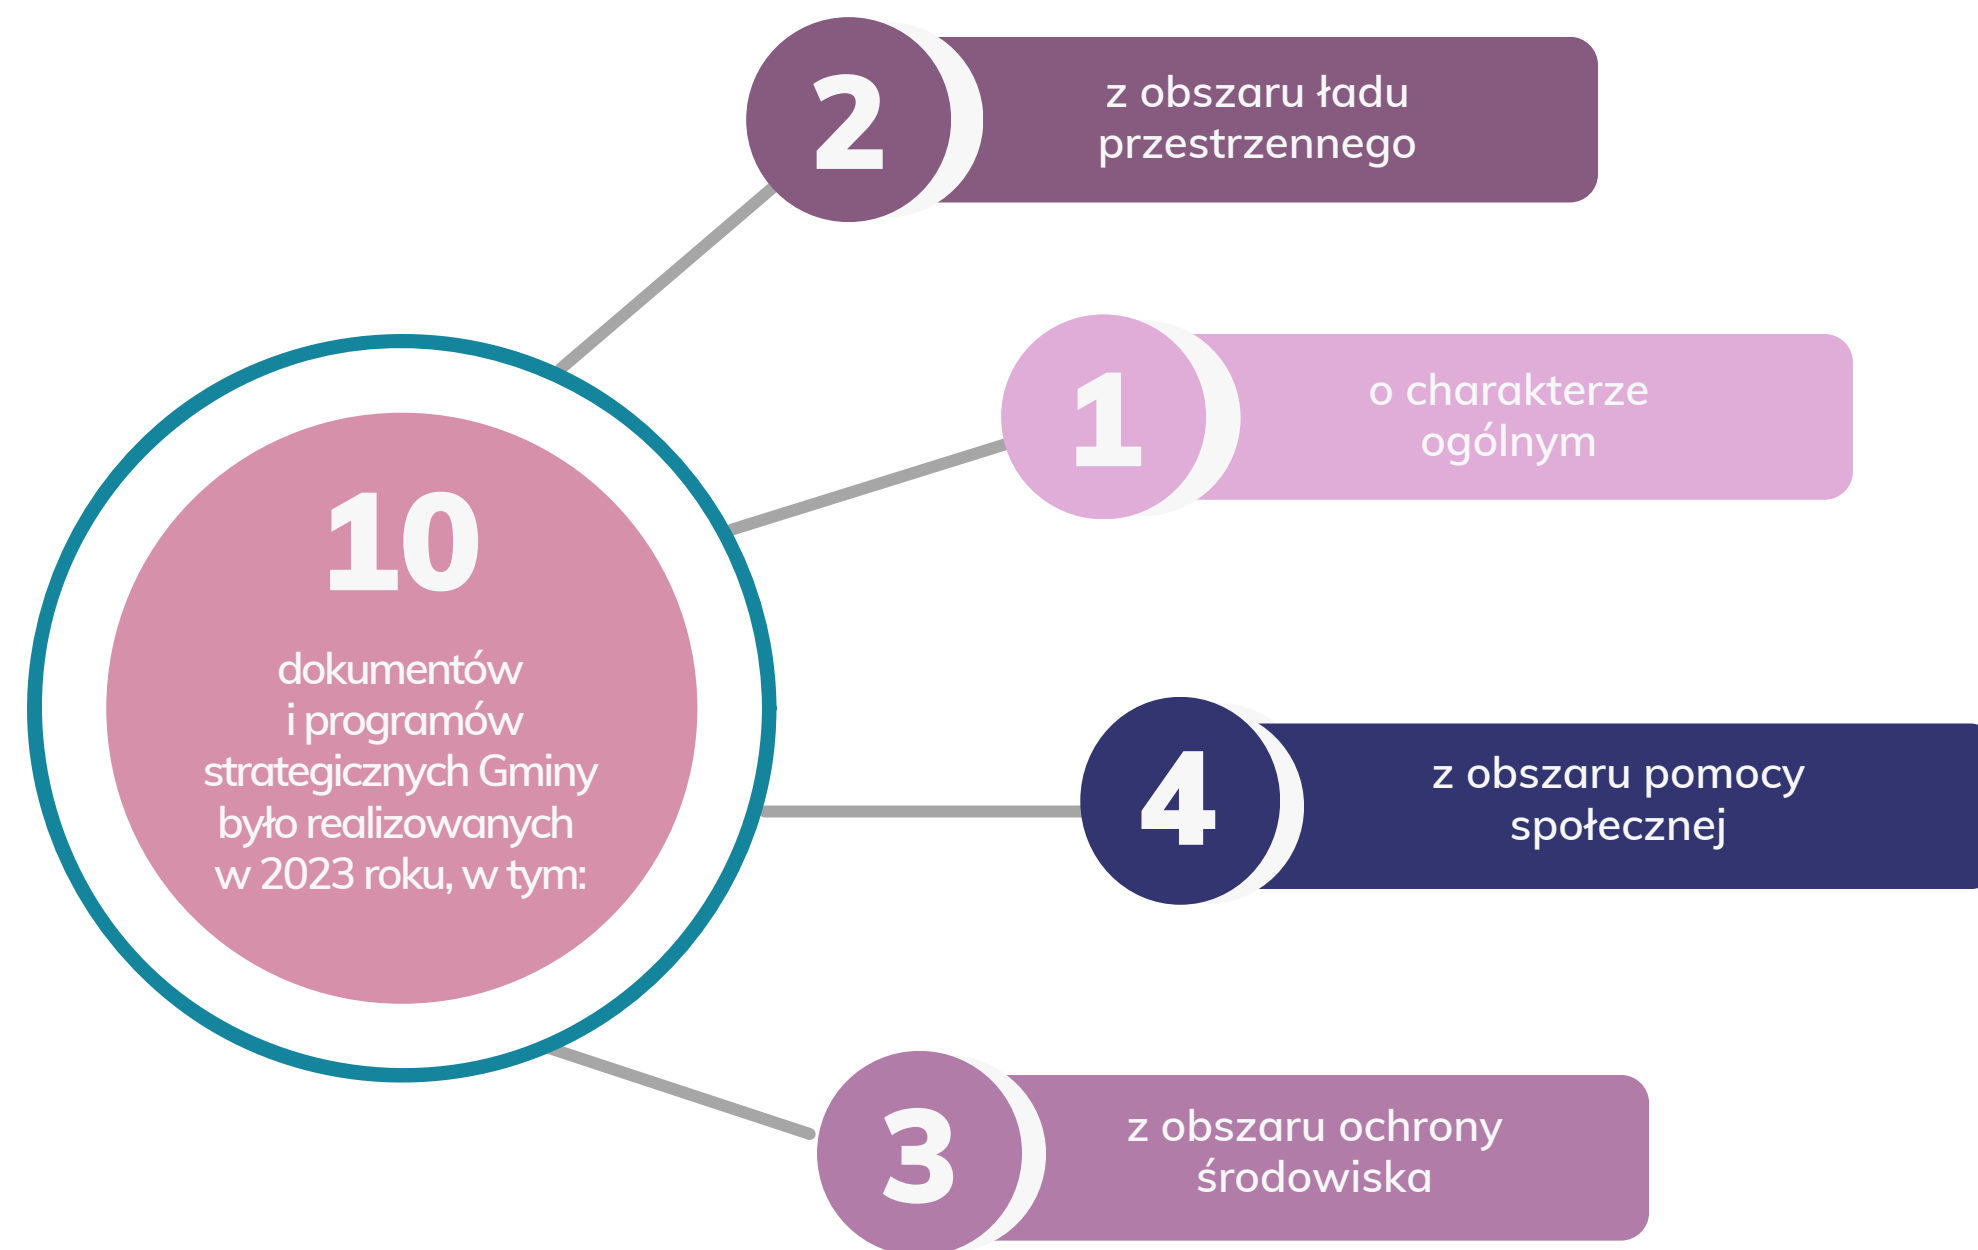 10
dokumentów
i programów
strategicznych Gminy
było realizowanych
w 2023 roku, w tym:
2
z obszaru ładu
przestrzennego
1
o charakterze
ogólnym
4
z obszaru pomocy
społecznej
3
z obszaru ochrony
środowiska